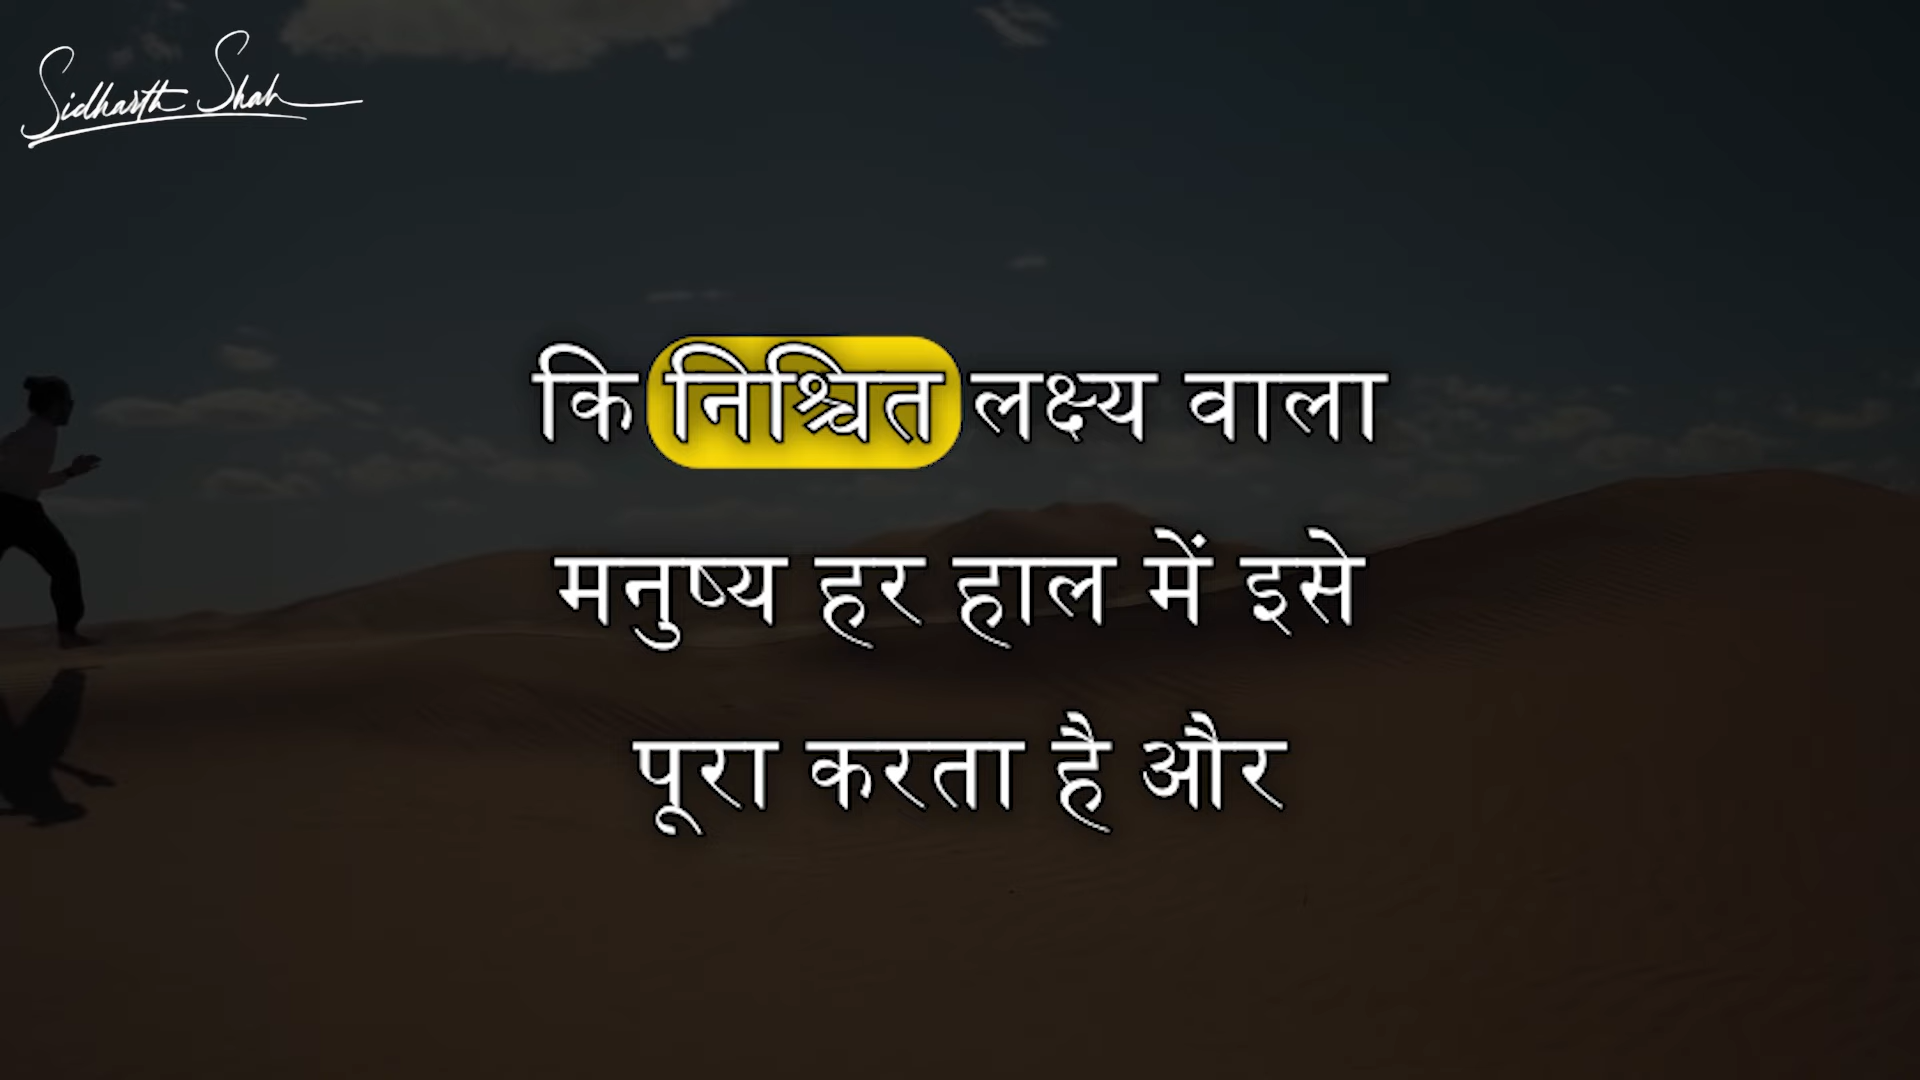 Sidharth Shah
कि निश्चित लक्ष्य वाला
मनुष्य हर हाल में इसे
पूरा करता है और